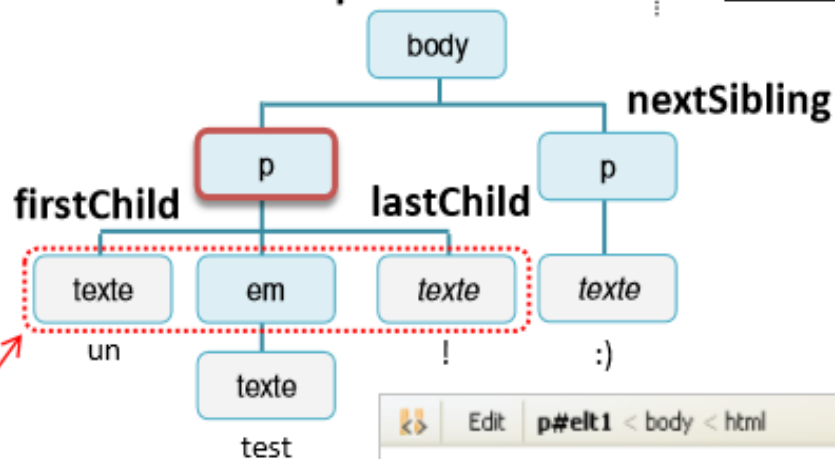 body
nextSibling
p
p
firstChild
lastChild
texte
em
texte
texte
un
!
:)
texte
test
Edit p#elt1 < body < html